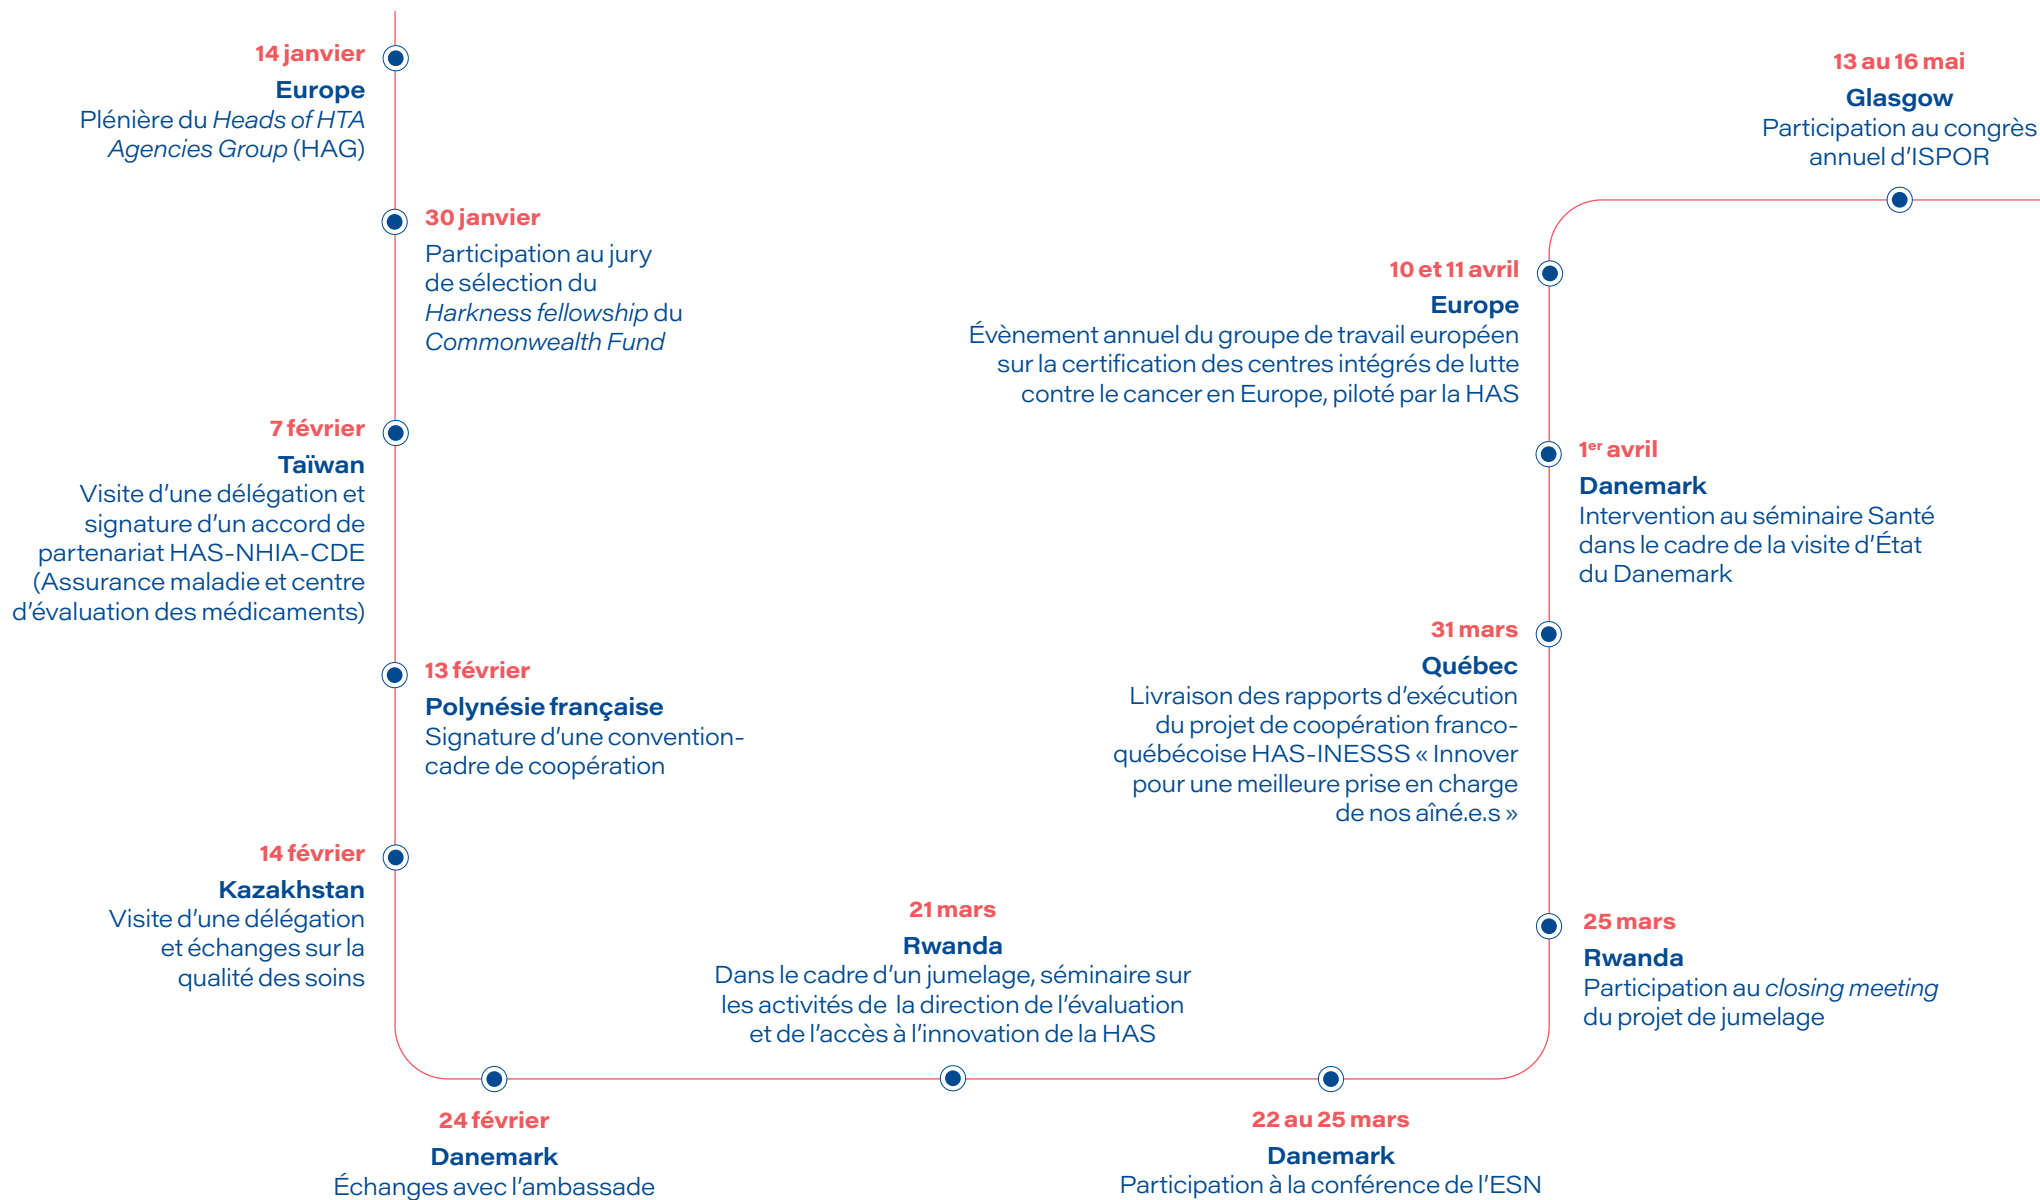 14 janvier
Europe
Plénière du Heads of HTA
Agencies Group (HAG)
30 janvier
Participation au jury
de sélection du
Harkness fellowship du
Commonwealth Fund
7 février
Taïwan
Visite d’une délégation et
signature d’un accord de
partenariat HAS-NHIA-CDE
(Assurance maladie et centre
d’évaluation des médicaments)
13 février
Polynésie française
Signature d’une convention-
cadre de coopération
14 février
Kazakhstan
Visite d’une délégation
et échanges sur la
qualité des soins
24 février
Danemark
Échanges avec l’ambassade
21 mars
Rwanda
Dans le cadre d’un jumelage, séminaire sur
les activités de la direction de l’évaluation
et de l’accès à l’innovation de la HAS
22 au 25 mars
Danemark
Participation à la conférence de l’ESN
25 mars
Rwanda
Participation au closing meeting
du projet de jumelage
31 mars
Québec
Livraison des rapports d’exécution
du projet de coopération franco-
québécoise HAS-INESSS « Innover
pour une meilleure prise en charge
de nos aîné.e.s »
1er avril
Danemark
Intervention au séminaire Santé
dans le cadre de la visite d’État
du Danemark
10 et 11 avril
Europe
Évènement annuel du groupe de travail européen
sur la certification des centres intégrés de lutte
contre le cancer en Europe, piloté par la HAS
13 au 16 mai
Glasgow
Participation au congrès
annuel d’ISPOR